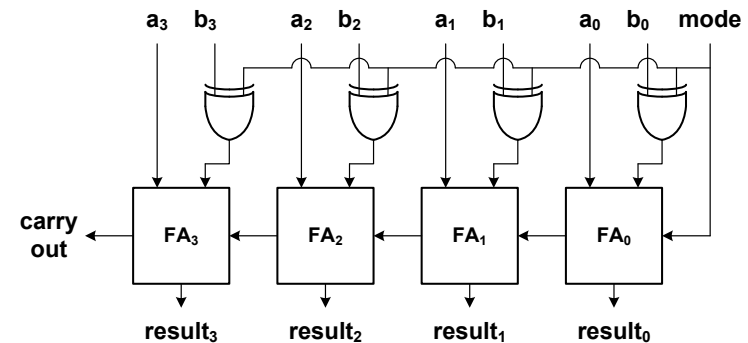 a₃ b₃ a₂ b₂ a₁ b₁ a₀ b₀ mode
carry
out
FA₃ FA₂ FA₁ FA₀
result₃ result₂ result₁ result₀